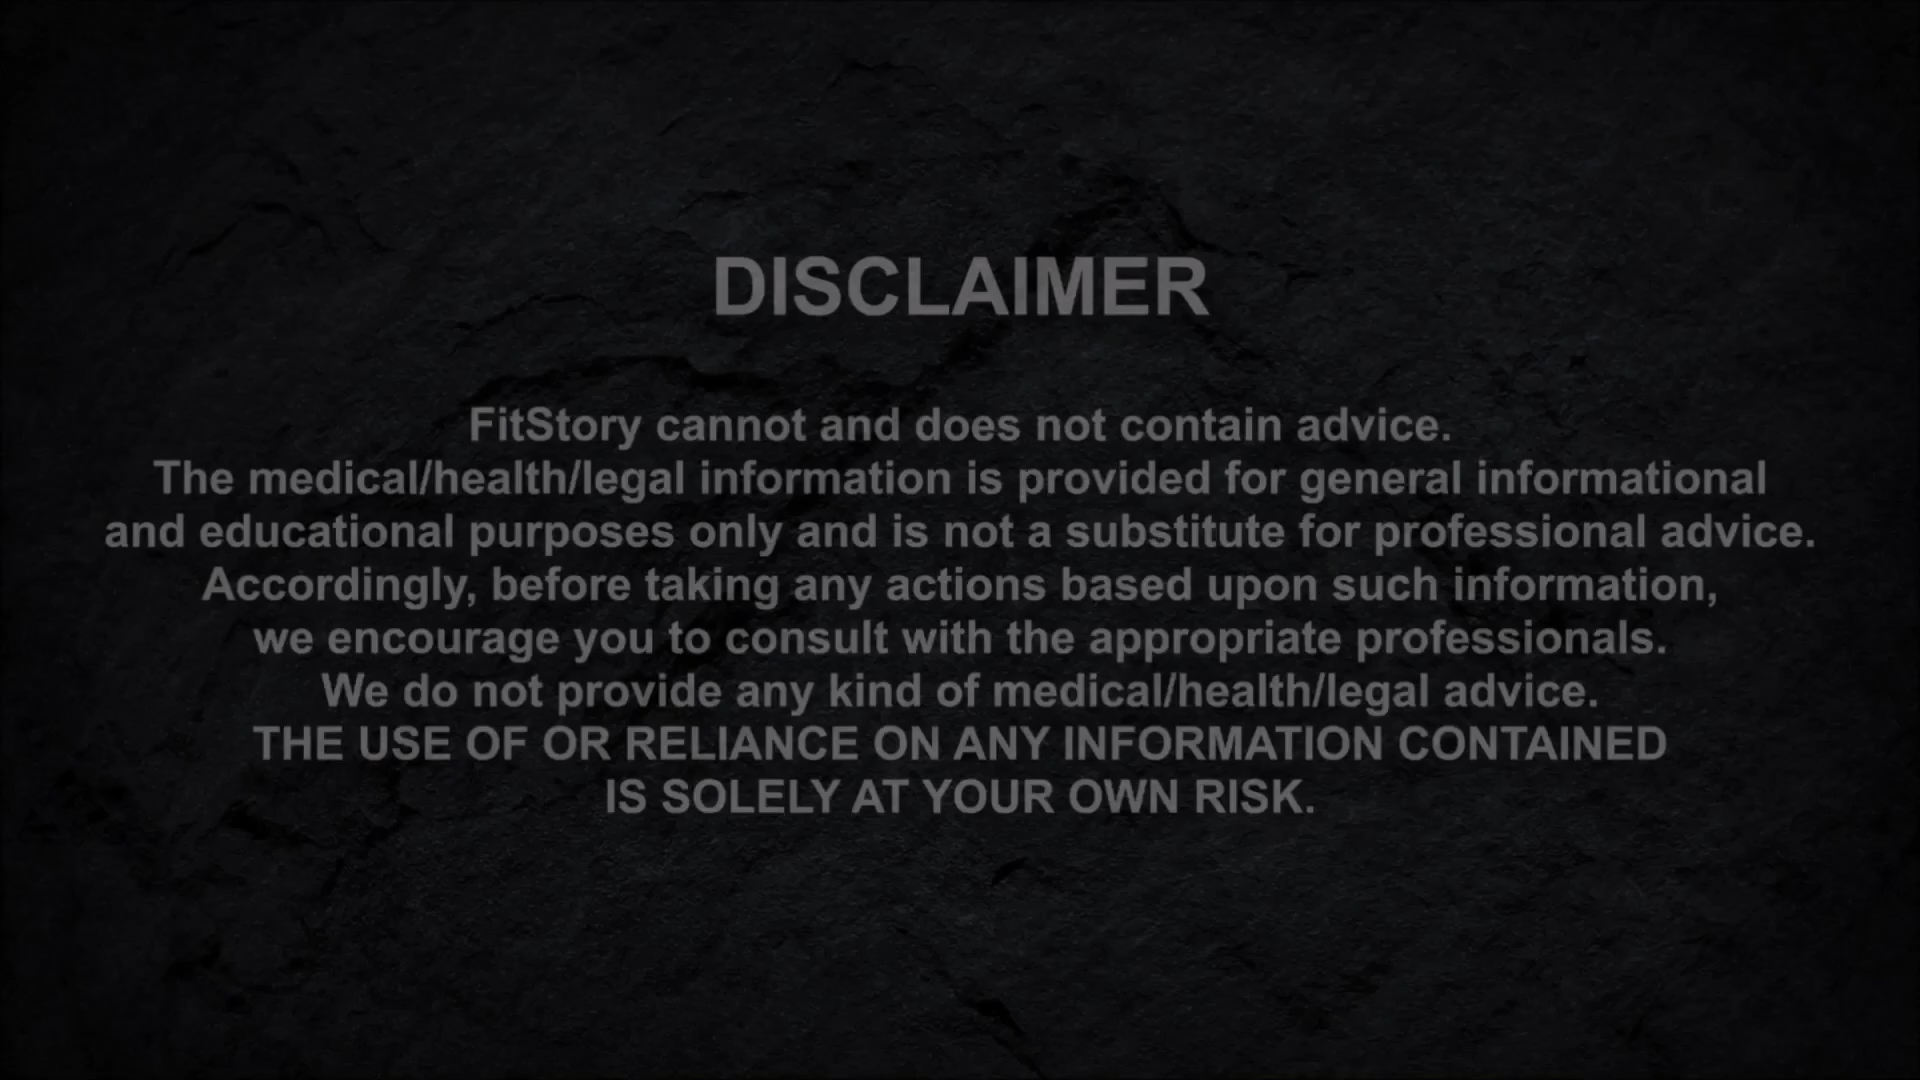 DISCLAIMER
FitStory cannot and does not contain advice.
The medical/health/legal information is provided for general informational
and educational purposes only and is not a substitute for professional advice.
Accordingly, before taking any actions based upon such information,
we encourage you to consult with the appropriate professionals.
We do not provide any kind of medical/health/legal advice.
THE USE OF OR RELIANCE ON ANY INFORMATION CONTAINED
IS SOLELY AT YOUR OWN RISK.